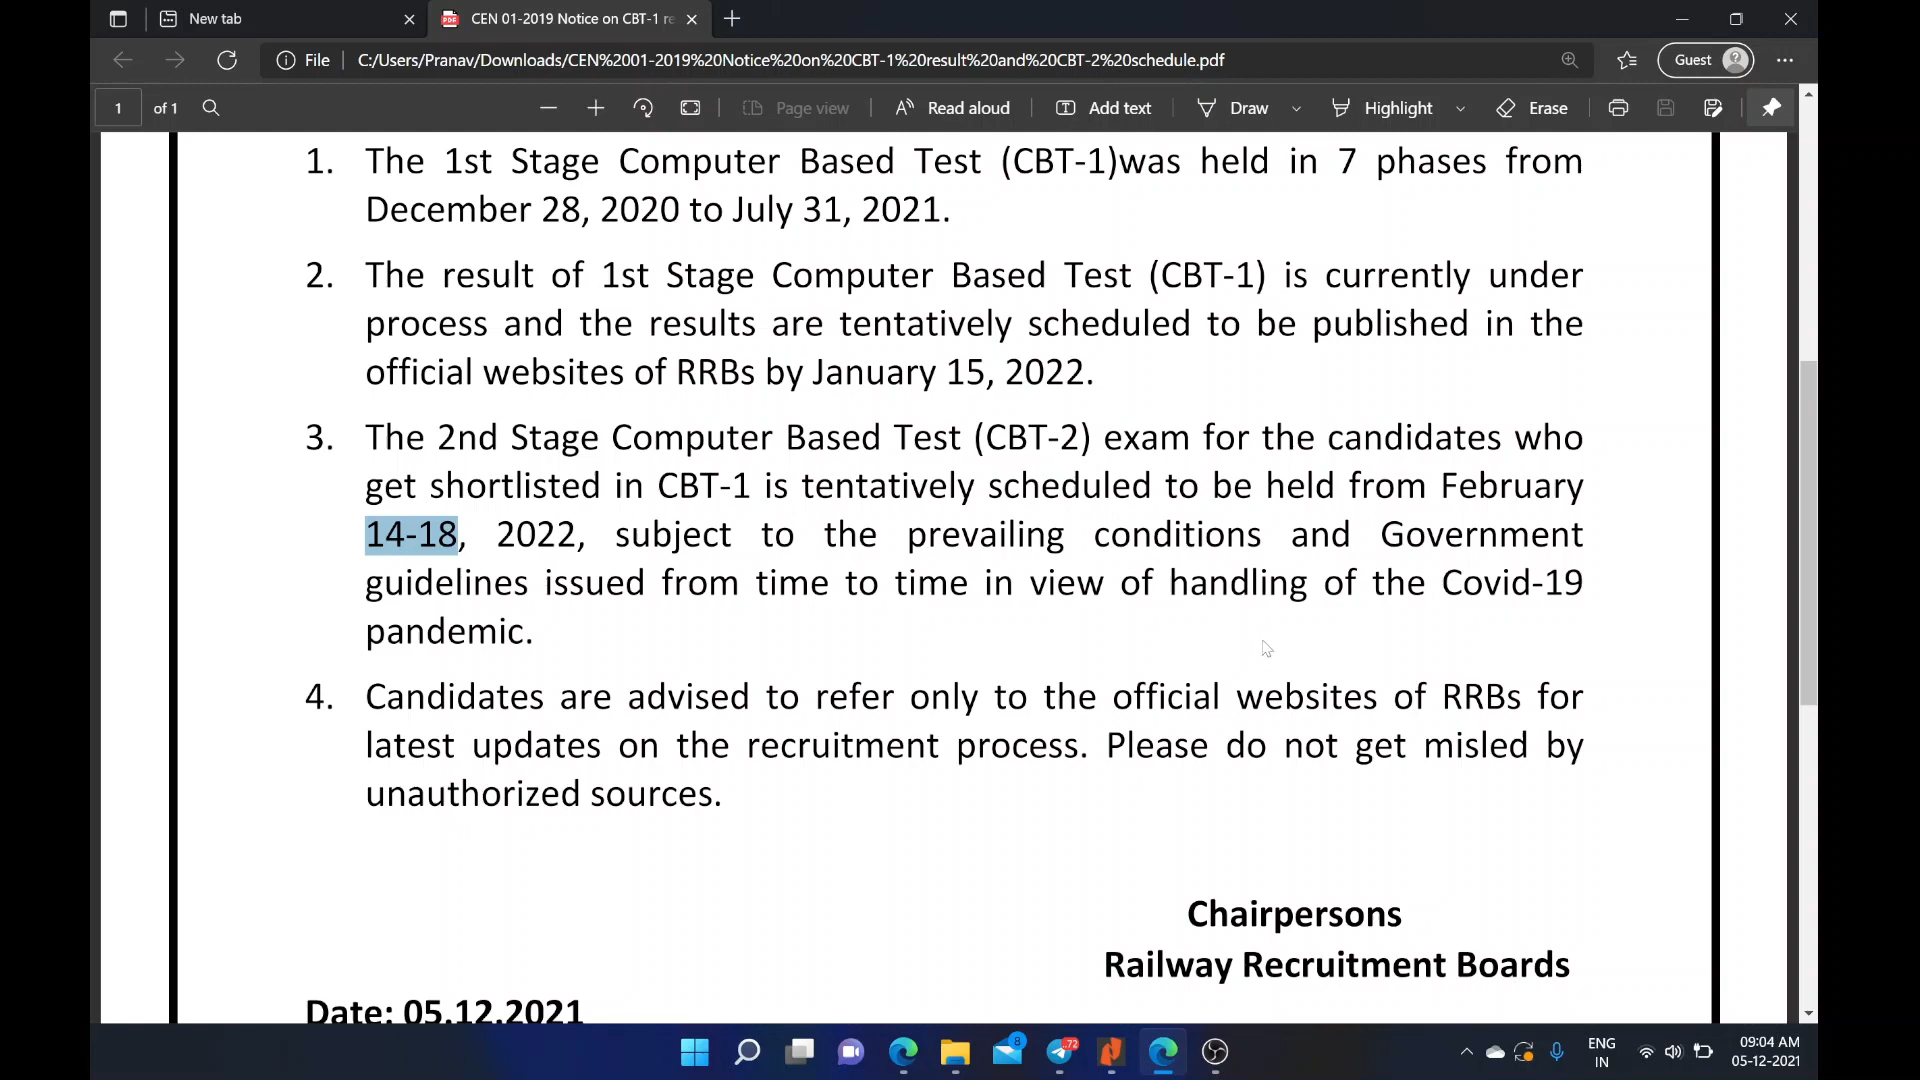 New tab
CEN 01-2019 Notice on CBT-1 re
File
C:/Users/Pranav/Downloads/CEN%2001-2019%20Notice%20on%20CBT-1%20result%20and%20CBT-2%20schedule.pdf
Guest
1 of 1
Page view
Read aloud
Add text
Draw
Highlight
Erase
1. The 1st Stage Computer Based Test (CBT-1)was held in 7 phases from
December 28, 2020 to July 31, 2021.
2. The result of 1st Stage Computer Based Test (CBT-1) is currently under
process and the results are tentatively scheduled to be published in the
official websites of RRBs by January 15, 2022.
3. The 2nd Stage Computer Based Test (CBT-2) exam for the candidates who
get shortlisted in CBT-1 is tentatively scheduled to be held from February
14-18, 2022, subject to the prevailing conditions and Government
guidelines issued from time to time in view of handling of the Covid-19
pandemic.
4. Candidates are advised to refer only to the official websites of RRBs for
latest updates on the recruitment process. Please do not get misled by
unauthorized sources.
Chairpersons
Railway Recruitment Boards
Date: 05.12.2021
8
..72
ENG
IN
09:04 AM
05-12-2021